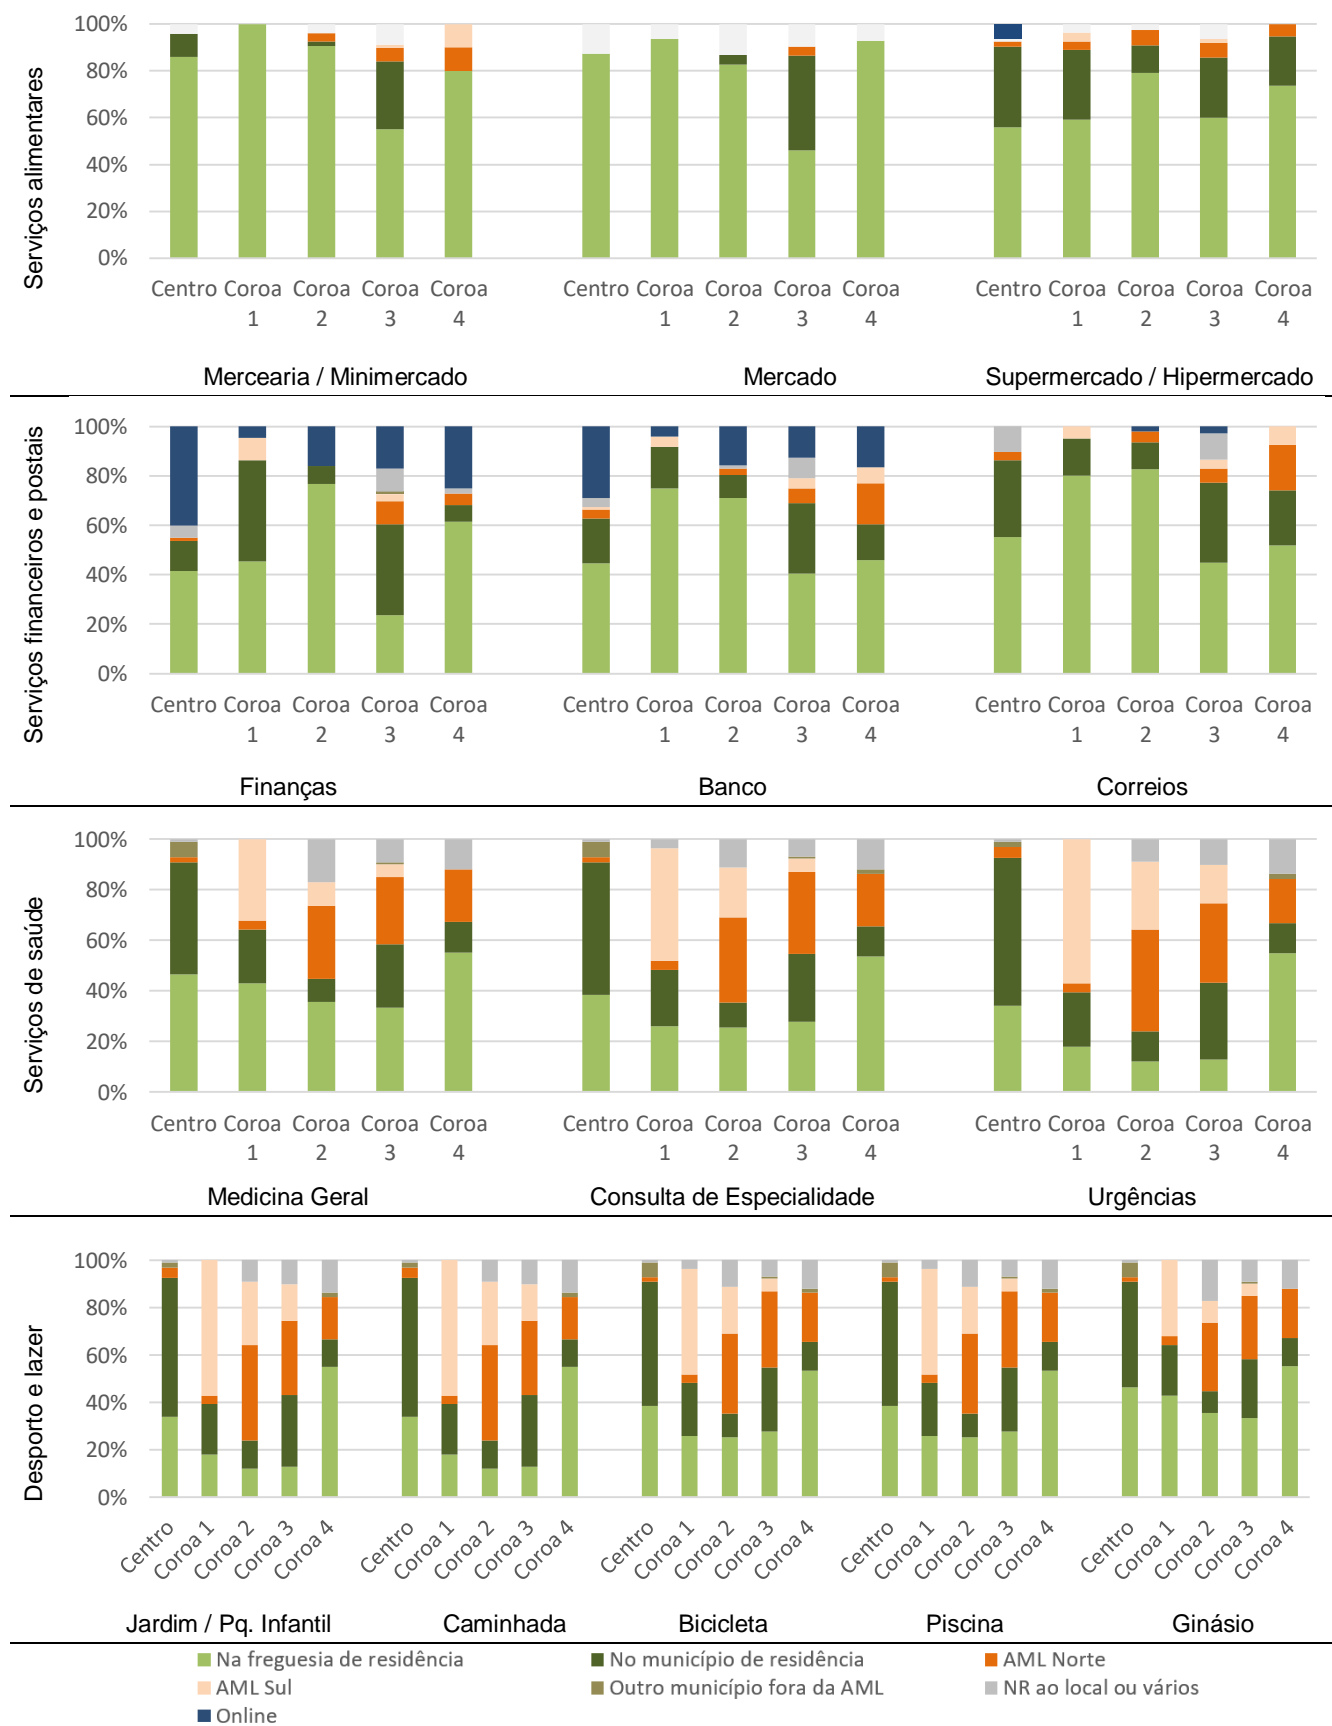 Serviços alimentares
100%
80%
60%
40%
20%
0%
Centro Coroa 1 Coroa 2 Coroa 3 Coroa 4
Centro Coroa 1 Coroa 2 Coroa 3 Coroa 4
Centro Coroa 1 Coroa 2 Coroa 3 Coroa 4
Mercearia / Minimercado
Mercado
Supermercado / Hipermercado
Serviços financeiros e postais
100%
80%
60%
40%
20%
0%
Centro Coroa 1 Coroa 2 Coroa 3 Coroa 4
Centro Coroa 1 Coroa 2 Coroa 3 Coroa 4
Centro Coroa 1 Coroa 2 Coroa 3 Coroa 4
Finanças
Banco
Correios
Serviços de saúde
100%
80%
60%
40%
20%
0%
Centro Coroa 1 Coroa 2 Coroa 3 Coroa 4
Centro Coroa 1 Coroa 2 Coroa 3 Coroa 4
Centro Coroa 1 Coroa 2 Coroa 3 Coroa 4
Medicina Geral
Consulta de Especialidade
Urgências
Desporto e lazer
100%
80%
60%
40%
20%
0%
Centro Coroa 1 Coroa 2 Coroa 3 Coroa 4
Centro Coroa 1 Coroa 2 Coroa 3 Coroa 4
Centro Coroa 1 Coroa 2 Coroa 3 Coroa 4
Centro Coroa 1 Coroa 2 Coroa 3 Coroa 4
Centro Coroa 1 Coroa 2 Coroa 3 Coroa 4
Jardim / Pq. Infantil
Caminhada
Bicicleta
Piscina
Ginásio
Na freguesia de residência
No município de residência
AML Norte
AML Sul
Outro município fora da AML
NR ao local ou vários
Online